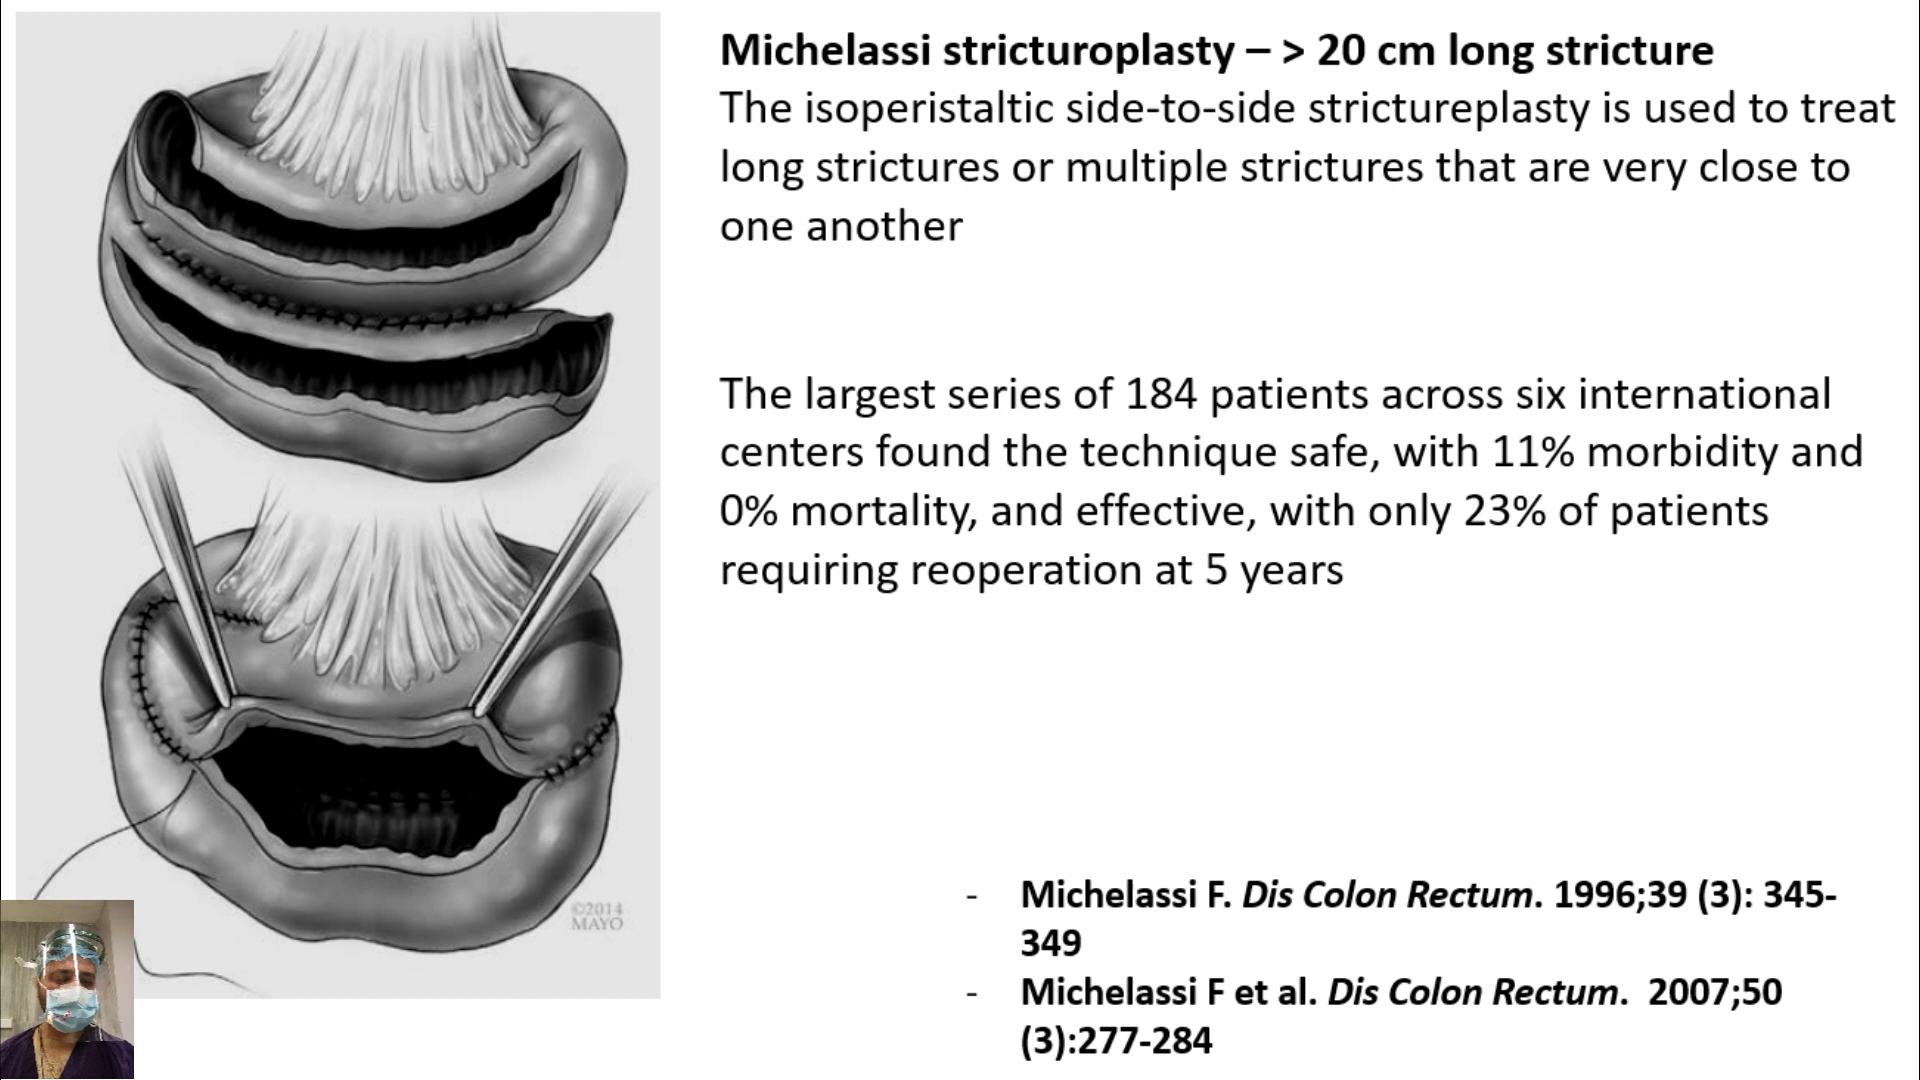 Michelassi stricturoplasty – > 20 cm long stricture
The isoperistaltic side-to-side strictureplasty is used to treat
long strictures or multiple strictures that are very close to
one another
The largest series of 184 patients across six international
centers found the technique safe, with 11% morbidity and
0% mortality, and effective, with only 23% of patients
requiring reoperation at 5 years
©2014
MAYO
- Michelassi F. Dis Colon Rectum. 1996;39 (3): 345-
349
- Michelassi F et al. Dis Colon Rectum. 2007;50
(3):277-284